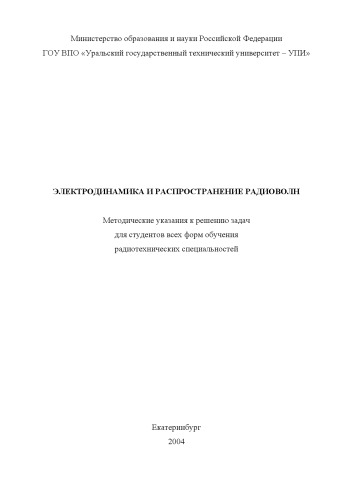 Министерство образования и науки Российской Федерации
ГОУ ВПО «Уральский государственный технический университет – УПИ»
ЭЛЕКТРОДИНАМИКА И РАСПРОСТРАНЕНИЕ РАДИОВОЛН
Методические указания к решению задач
для студентов всех форм обучения
радиотехнических специальностей
Екатеринбург
2004